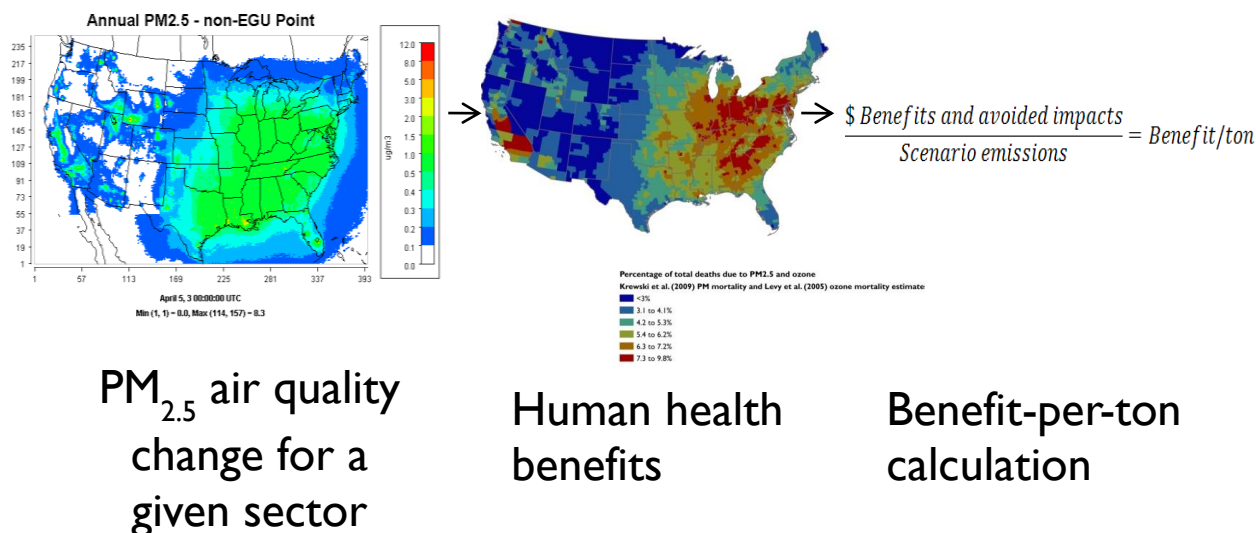 Annual PM2.5 - non-EGU Point
245
217
199
181
163
145
127
109
91
73
55
37
19
1
1 57 113 169 225 281 337 393
April 5, 3 00:00:00 UTC
Min (1, 1) = 0.0, Max (114, 157) = 8.3
ug/m3
12.0
8.0
5.0
3.0
2.0
1.5
1.0
0.5
0.4
0.3
0.2
0.1
0.0
Percentage of total deaths due to PM2.5 and ozone
Krewski et al. (2009) PM mortality and Levy et al. (2005) ozone mortality estimate
<3%
3.1 to 4.1%
4.2 to 5.3%
5.4 to 6.2%
6.3 to 7.2%
7.3 to 9.8%
$ Benefits and avoided impacts
Scenario emissions
= Benefit/ton
PM2.5 air quality
change for a
given sector
Human health
benefits
Benefit-per-ton
calculation